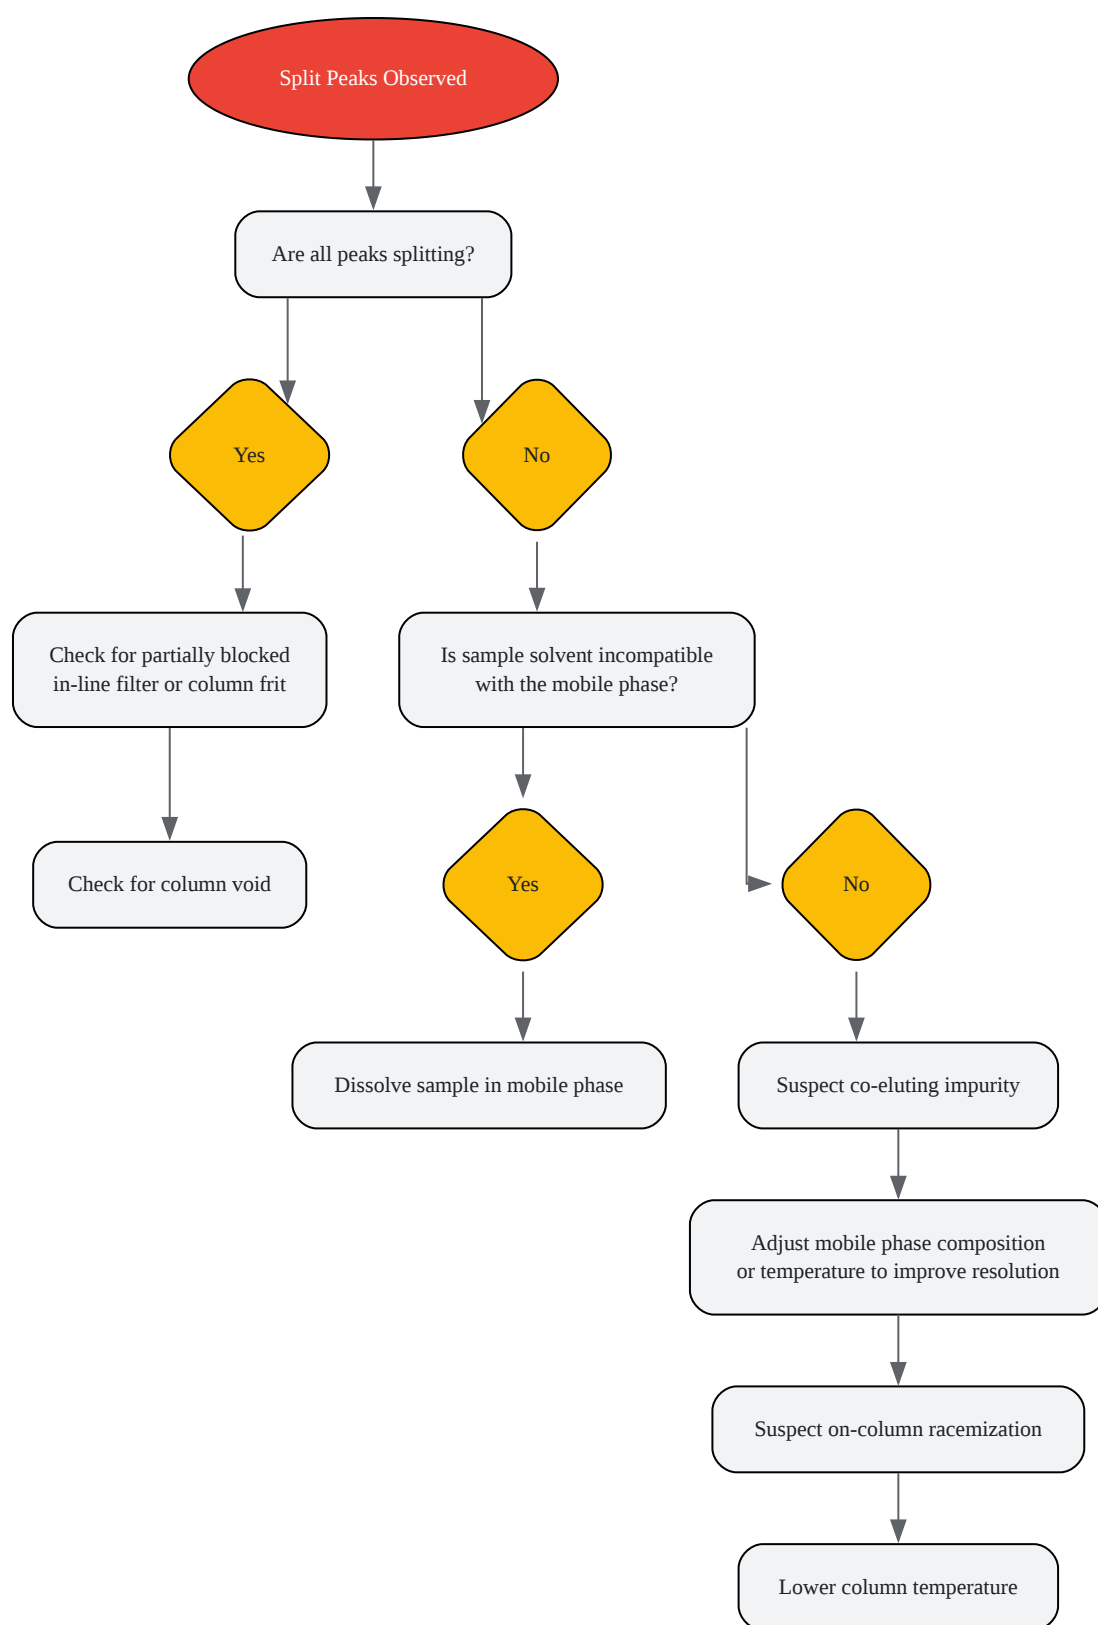 Split Peaks Observed
Are all peaks splitting?
Yes
No
Check for partially blocked
in-line filter or column frit
Is sample solvent incompatible
with the mobile phase?
Check for column void
Yes
No
Dissolve sample in mobile phase
Suspect co-eluting impurity
Adjust mobile phase composition
or temperature to improve resolution
Suspect on-column racemization
Lower column temperature